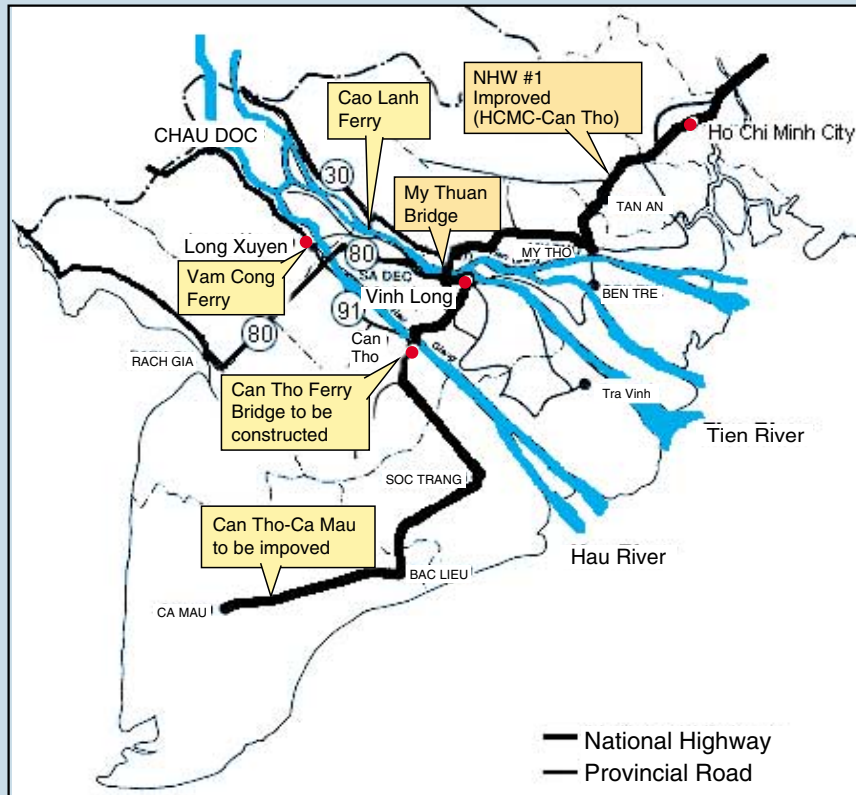 NHW #1
Improved
(HCMC-Can Tho)
Cao Lanh
Ferry
CHAU DOC
Ho Chi Minh City
30
My Thuan
Bridge
TAN AN
Long Xuyen
80
SA DEC
MY THO
Vam Cong
Ferry
Vinh Long
BEN TRE
91
80
Can
Tho
RACH GIA
Giang
Can Tho Ferry
Bridge to be
constructed
Tra Vinh
Tien River
SOC TRANG
Can Tho-Ca Mau
to be impoved
Hau River
BAC LIEU
CA MAU
National Highway
Provincial Road